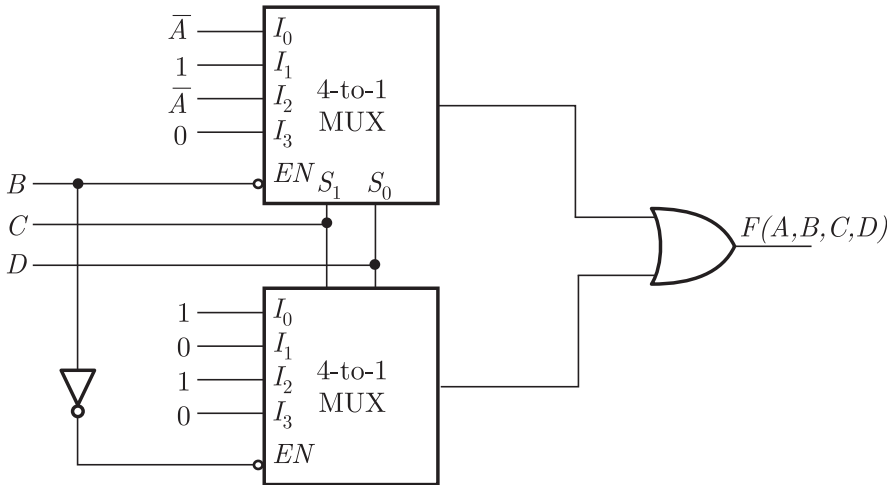 A̅ I₀
1 I₁
A̅ I₂
0 I₃
4-to-1
MUX
EN S₁ S₀
B
C
D
F(A,B,C,D)
1 I₀
0 I₁
1 I₂
0 I₃
4-to-1
MUX
EN